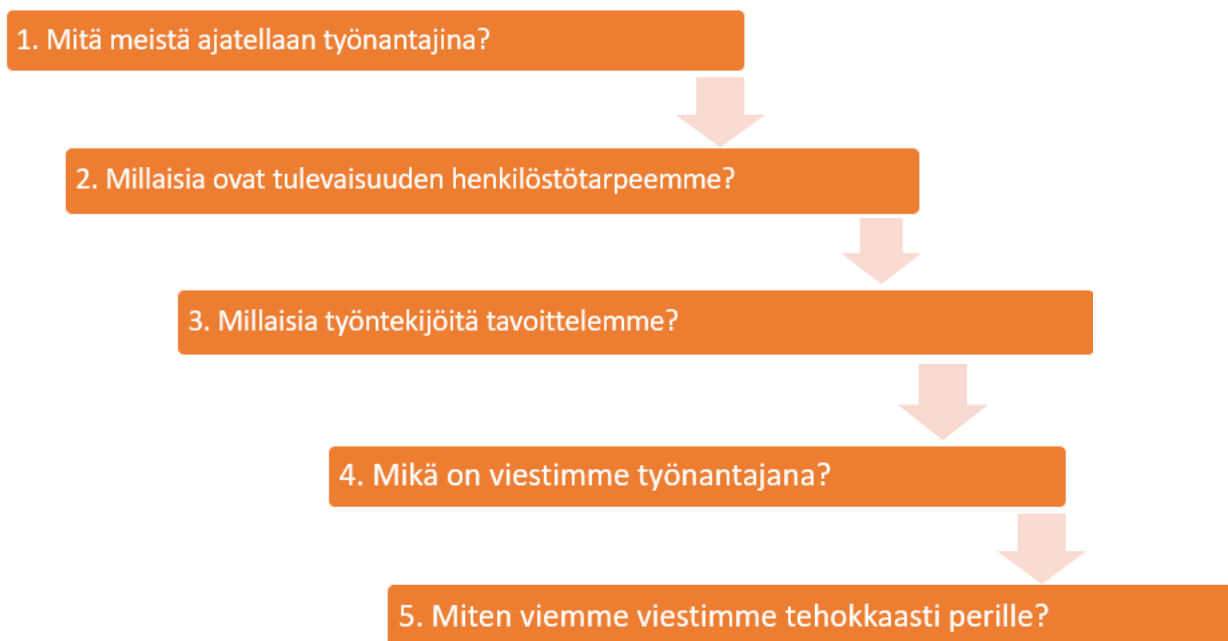 1. Mitä meistä ajatellaan työnantajina?
2. Millaisia ovat tulevaisuuden henkilöstötarpeemme?
3. Millaisia työntekijöitä tavoittelemme?
4. Mikä on viestimme työnantajana?
5. Miten viemme viestimme tehokkaasti perille?